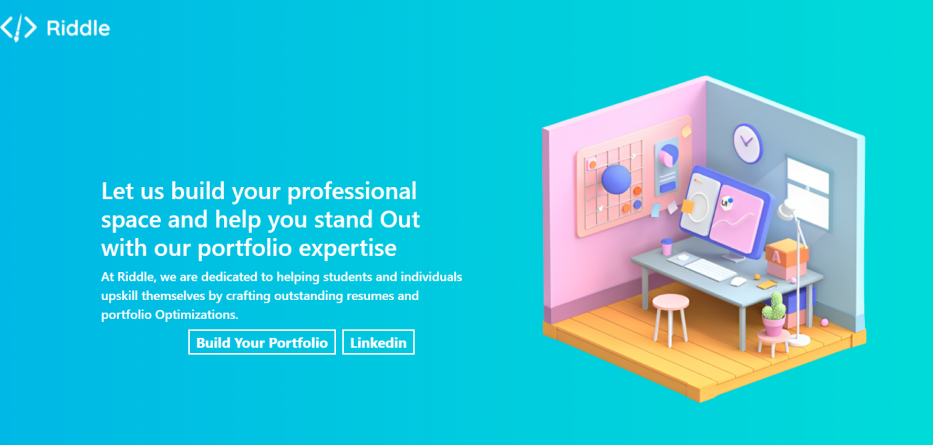 Riddle
Let us build your professional
space and help you stand Out
with our portfolio expertise
At Riddle, we are dedicated to helping students and individuals
upskill themselves by crafting outstanding resumes and
portfolio Optimizations.
Build Your Portfolio Linkedin
A